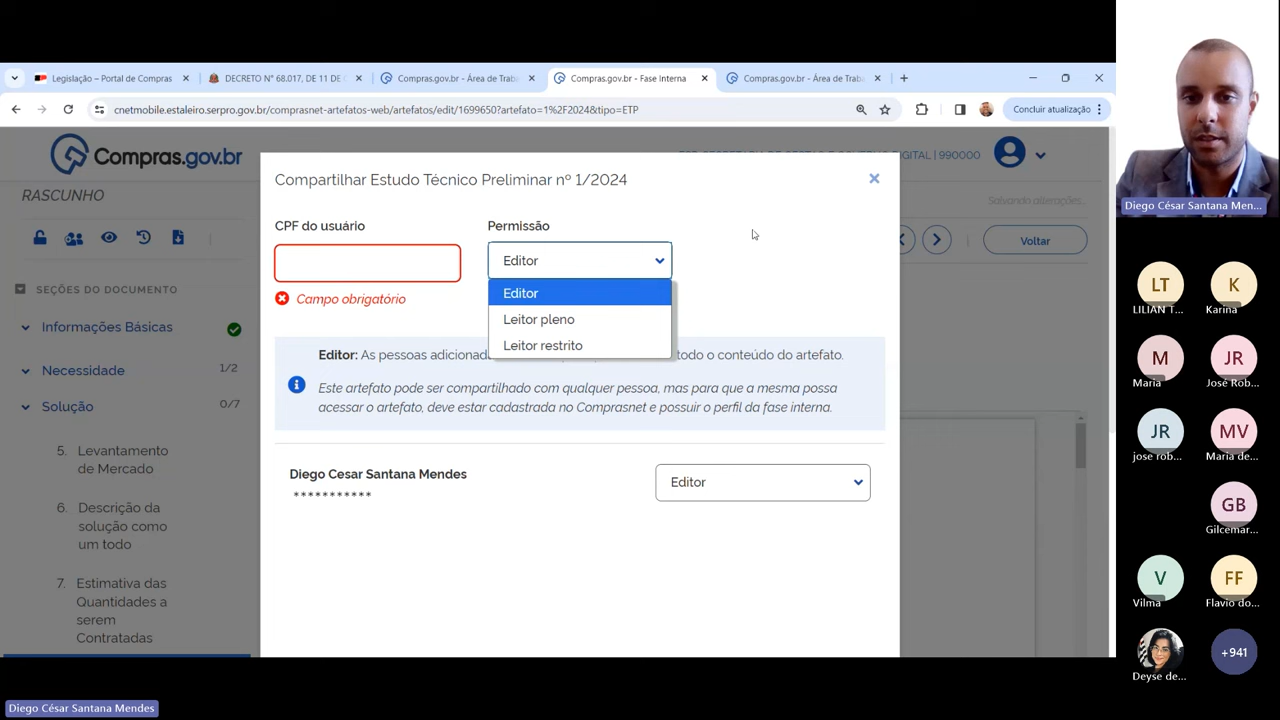 Legislação – Portal de Compras
DECRETO N° 68.017, DE 11 DE
Compras.gov.br - Área de Trab
Compras.gov.br - Fase Interna
Compras.gov.br - Área de Trab
cnetmobile.estaleiro.serpro.gov.br/comprasnet-artefatos-web/artefatos/edit/1699650?artefato=1%2F2024&tipo=ETP
Concluir atualização
Compras.gov.br
DIGITAL | 990000
RASCUNHO
Salvando alterações...
Voltar
SEÇÕES DO DOCUMENTO
Informações Básicas
Necessidade 1/2
Solução 0/7
5. Levantamento
de Mercado
6. Descrição da
solução como
um todo
7. Estimativa das
Quantidades a
serem
Contratadas
Compartilhar Estudo Técnico Preliminar nº 1/2024
CPF do usuário
Permissão
Editor
Editor
Leitor pleno
Leitor restrito
Campo obrigatório
Editor: As pessoas adicionada todo o conteúdo do artefato.
Este artefato pode ser compartilhado com qualquer pessoa, mas para que a mesma possa
acessar o artefato, deve estar cadastrada no Comprasnet e possuir o perfil da fase interna.
Diego Cesar Santana Mendes
***********
Editor
Diego César Santana Men...
LT
LILIAN T...
K
Karina
M
Maria
JR
José Rob...
JR
jose rob...
MV
Maria de...
GB
Gilcemar...
V
Vilma
FF
Flavio do...
Deyse de...
+941
Diego César Santana Mendes